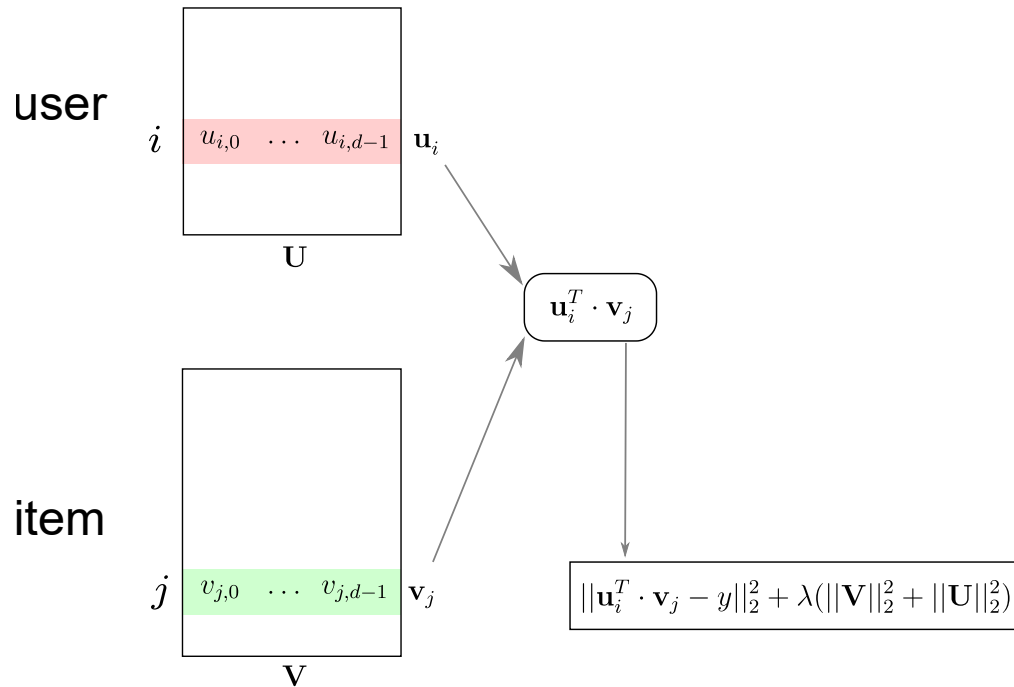 user
i
u_{i,0} ... u_{i,d−1}
𝐮_i
𝐔
𝐮_i^T · 𝐯_j
item
j
v_{j,0} ... v_{j,d−1}
𝐯_j
||𝐮_i^T · 𝐯_j − y||_2^2 + λ(||𝐕||_2^2 + ||𝐔||_2^2)
𝐕